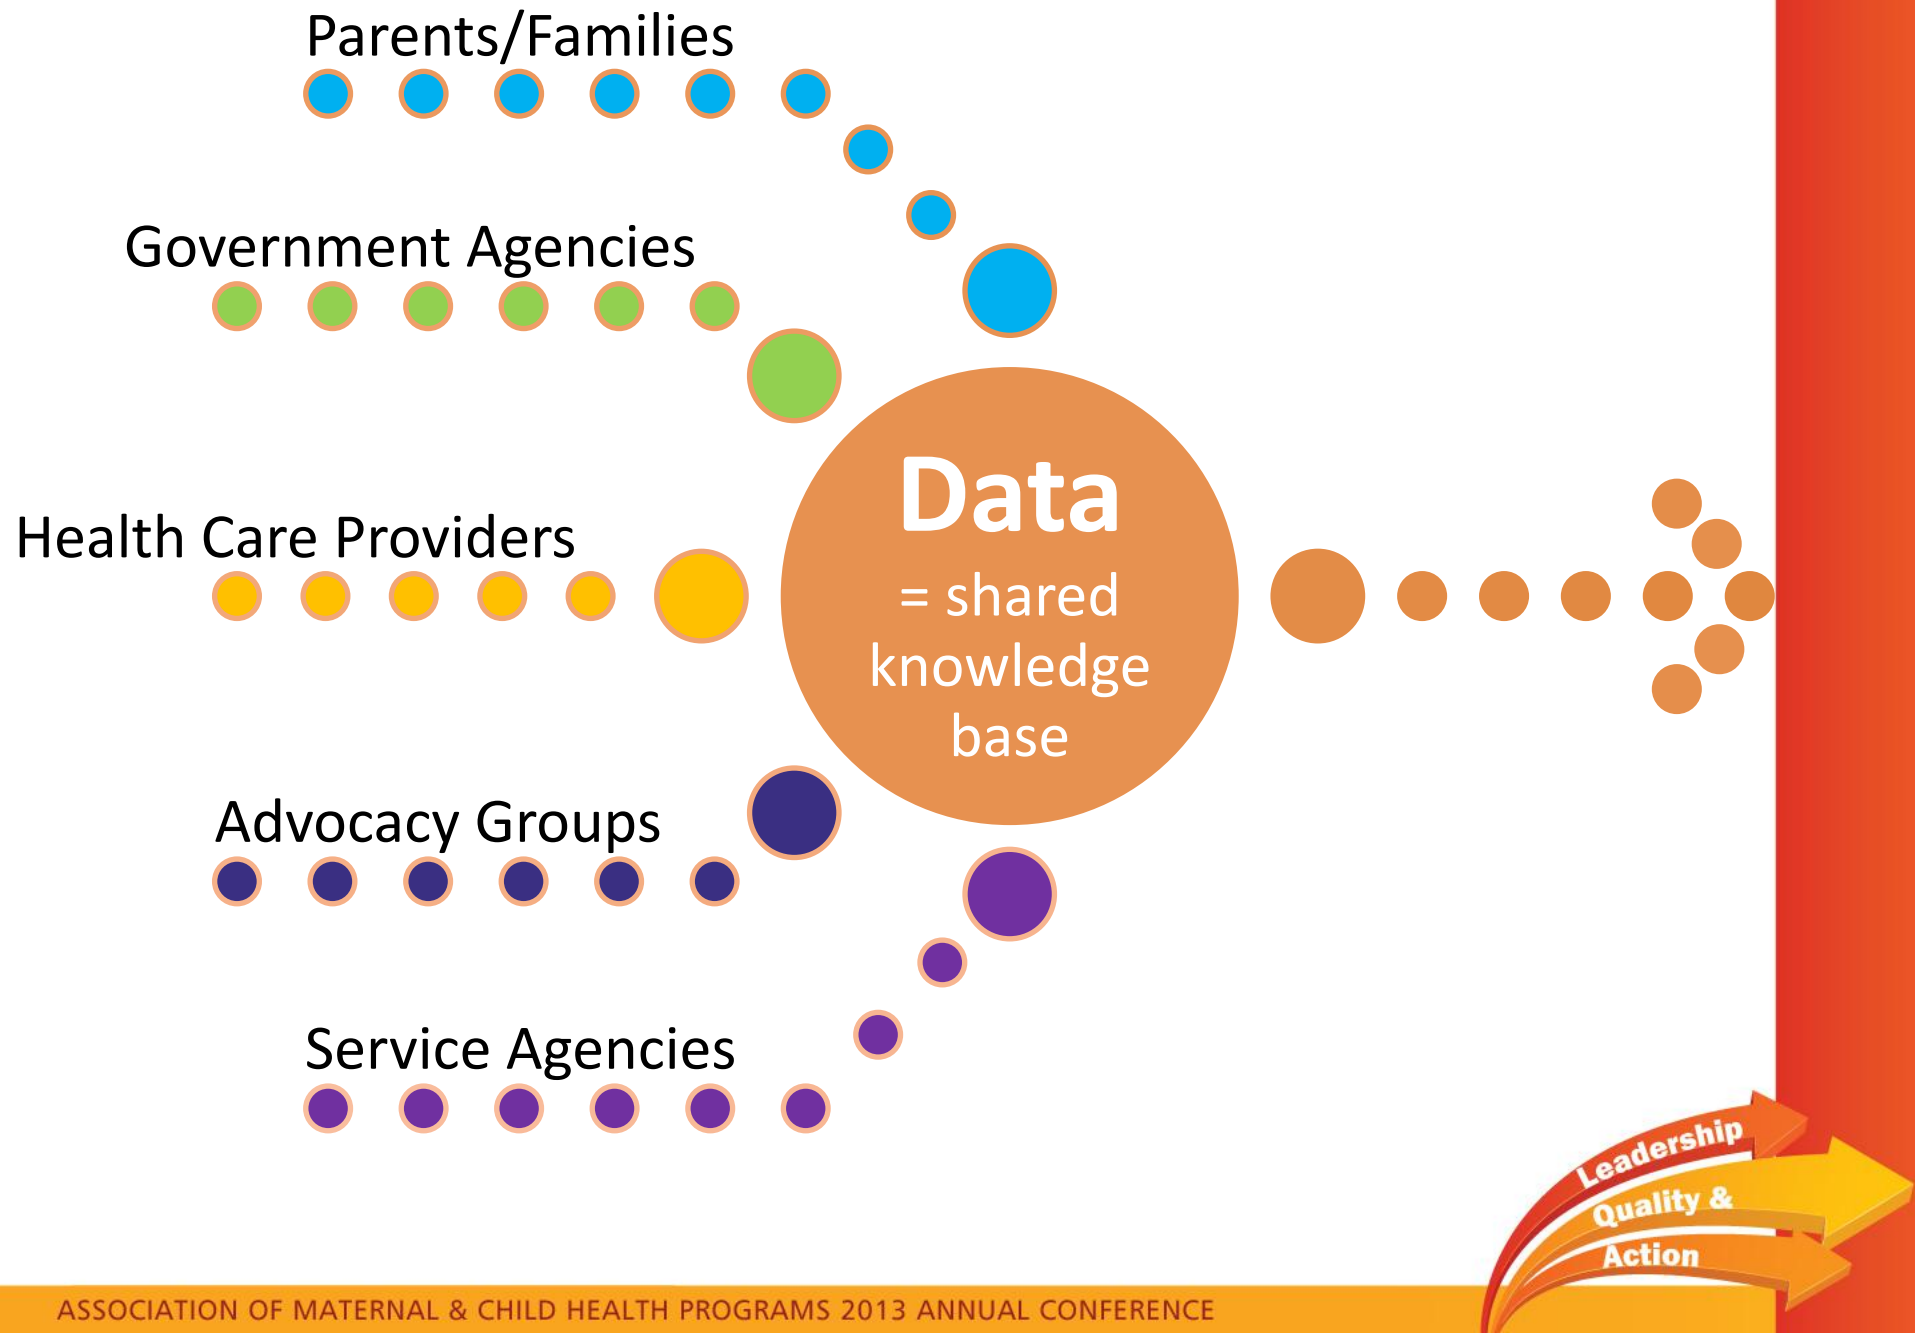 Parents/Families
Government Agencies
Health Care Providers
Advocacy Groups
Service Agencies
Data
= shared
knowledge
base
Leadership
Quality &
Action
ASSOCIATION OF MATERNAL & CHILD HEALTH PROGRAMS 2013 ANNUAL CONFERENCE